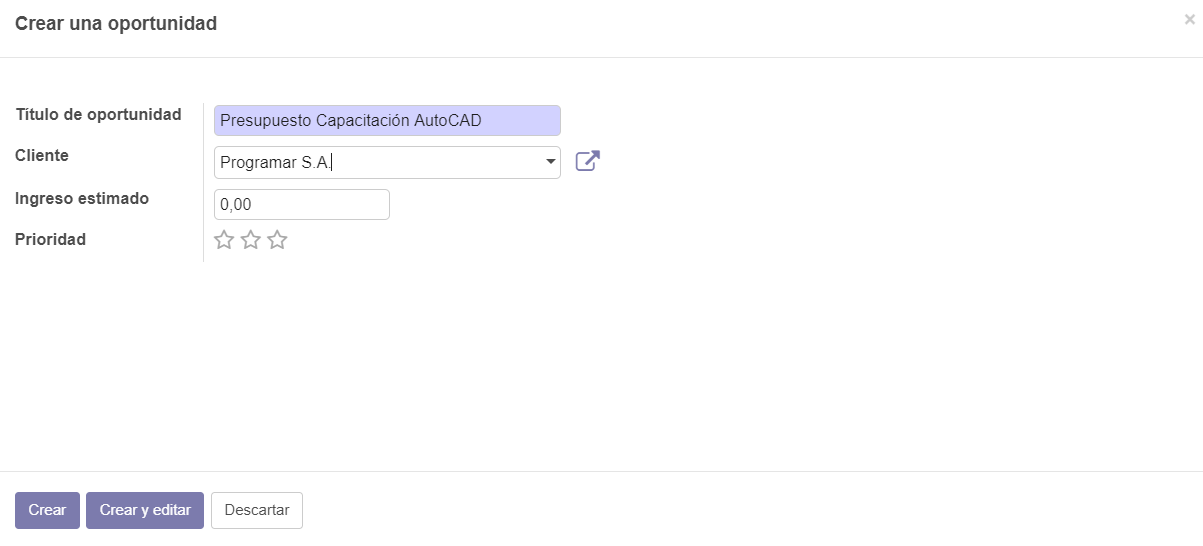 Crear una oportunidad ×
Título de oportunidad Presupuesto Capacitación AutoCAD
Cliente Programar S.A.
Ingreso estimado 0,00
Prioridad
Crear Crear y editar Descartar